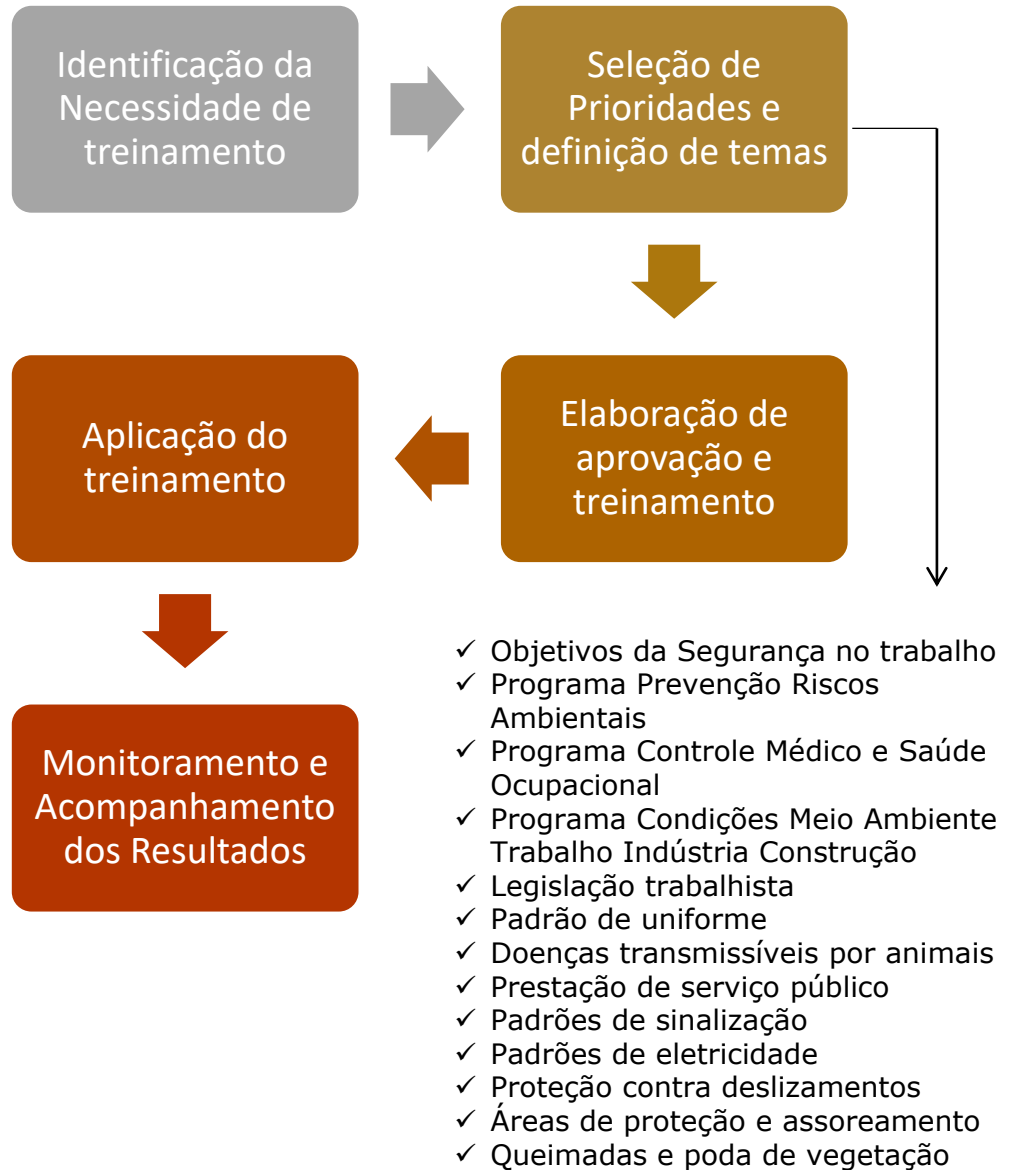 Identificação da
Necessidade de
treinamento
Seleção de
Prioridades e
definição de temas
Elaboração de
aprovação e
treinamento
Aplicação do
treinamento
Monitoramento e
Acompanhamento
dos Resultados
✓ Objetivos da Segurança no trabalho
✓ Programa Prevenção Riscos
Ambientais
✓ Programa Controle Médico e Saúde
Ocupacional
✓ Programa Condições Meio Ambiente
Trabalho Indústria Construção
✓ Legislação trabalhista
✓ Padrão de uniforme
✓ Doenças transmissíveis por animais
✓ Prestação de serviço público
✓ Padrões de sinalização
✓ Padrões de eletricidade
✓ Proteção contra deslizamentos
✓ Áreas de proteção e assoreamento
✓ Queimadas e poda de vegetação